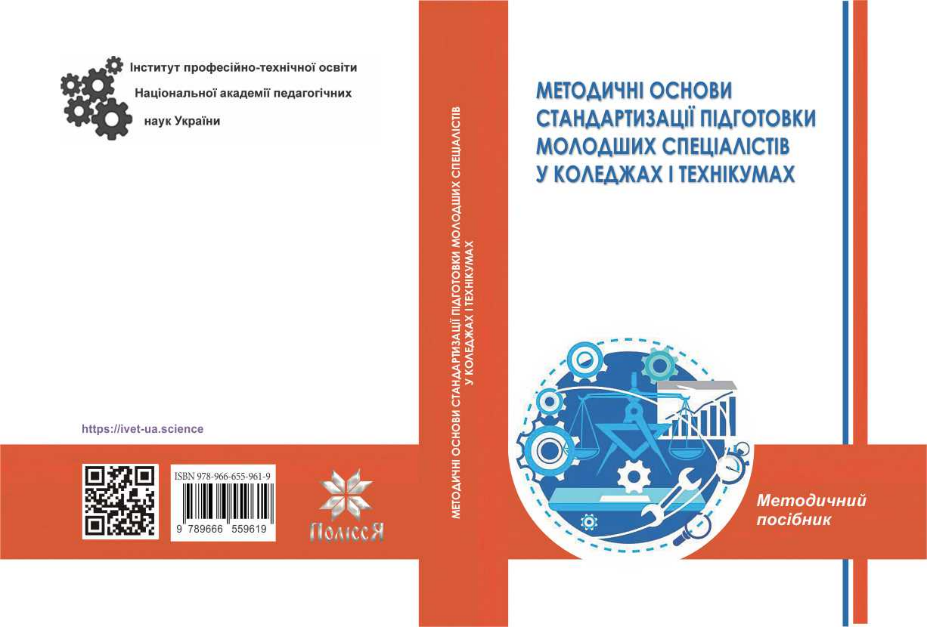 Інститут професійно-технічної освіти
Національної академії педагогічних
наук України
https://ivet-ua.science
ISBN 978-966-655-961-9
9 789666 559619
ПоліссЯ
МЕТОДИЧНІ ОСНОВИ СТАНДАРТИЗАЦІЇ ПІДГОТОВКИ МОЛОДШИХ СПЕЦІАЛІСТІВ
У КОЛЕДЖАХ І ТЕХНІКУМАХ
МЕТОДИЧНІ ОСНОВИ
СТАНДАРТИЗАЦІЇ ПІДГОТОВКИ
МОЛОДШИХ СПЕЦІАЛІСТІВ
У КОЛЕДЖАХ І ТЕХНІКУМАХ
Методичний
посібник